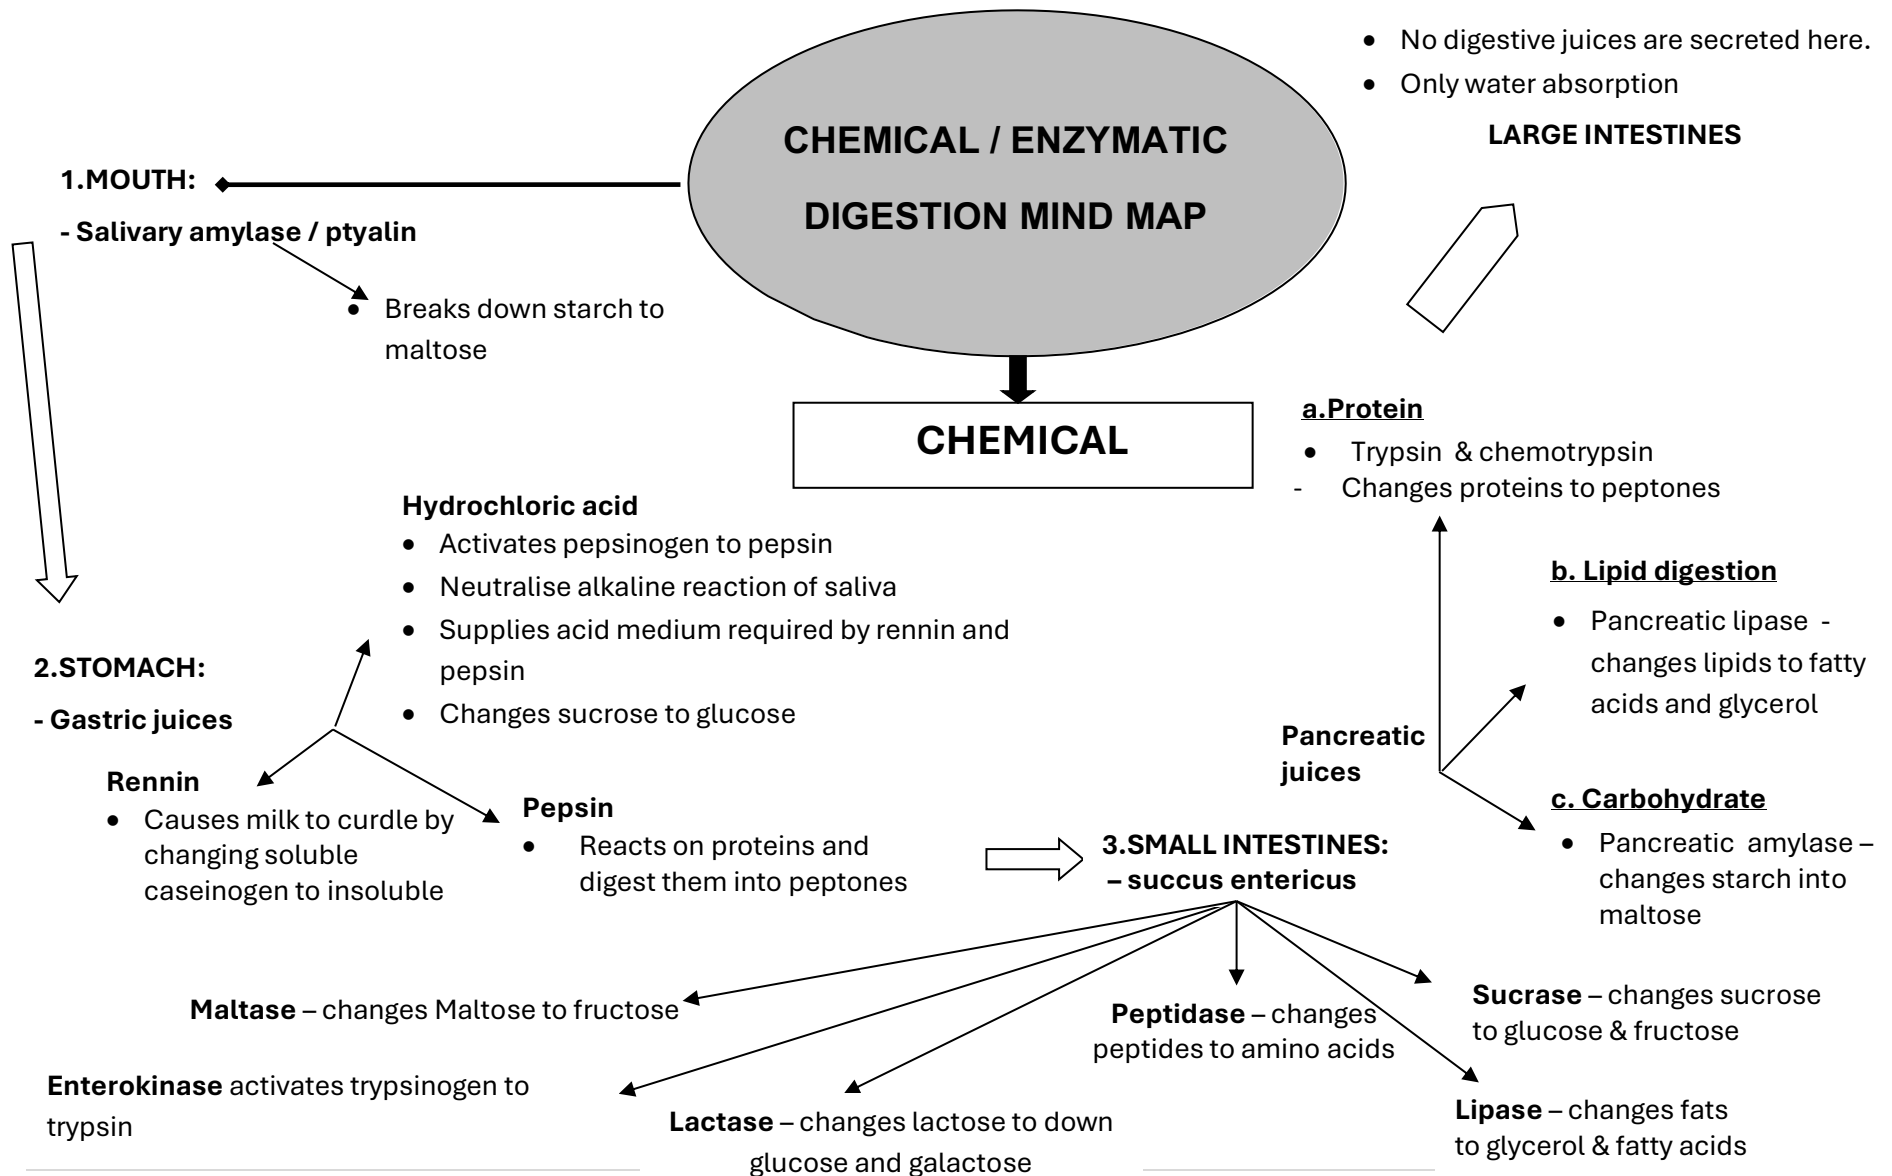 CHEMICAL / ENZYMATIC
DIGESTION MIND MAP
CHEMICAL
1.MOUTH:
- Salivary amylase / ptyalin
• Breaks down starch to
maltose
2.STOMACH:
- Gastric juices
Hydrochloric acid
• Activates pepsinogen to pepsin
• Neutralise alkaline reaction of saliva
• Supplies acid medium required by rennin and
pepsin
• Changes sucrose to glucose
Rennin
• Causes milk to curdle by
changing soluble
caseinogen to insoluble
Pepsin
• Reacts on proteins and
digest them into peptones
3.SMALL INTESTINES:
– succus entericus
Maltase – changes Maltose to fructose
Enterokinase activates trypsinogen to
trypsin
Lactase – changes lactose to down
glucose and galactose
Peptidase – changes
peptides to amino acids
Sucrase – changes sucrose
to glucose & fructose
Lipase – changes fats
to glycerol & fatty acids
Pancreatic
juices
a.Protein
• Trypsin & chemotrypsin
- Changes proteins to peptones
b. Lipid digestion
• Pancreatic lipase -
changes lipids to fatty
acids and glycerol
c. Carbohydrate
• Pancreatic amylase –
changes starch into
maltose
• No digestive juices are secreted here.
• Only water absorption
LARGE INTESTINES